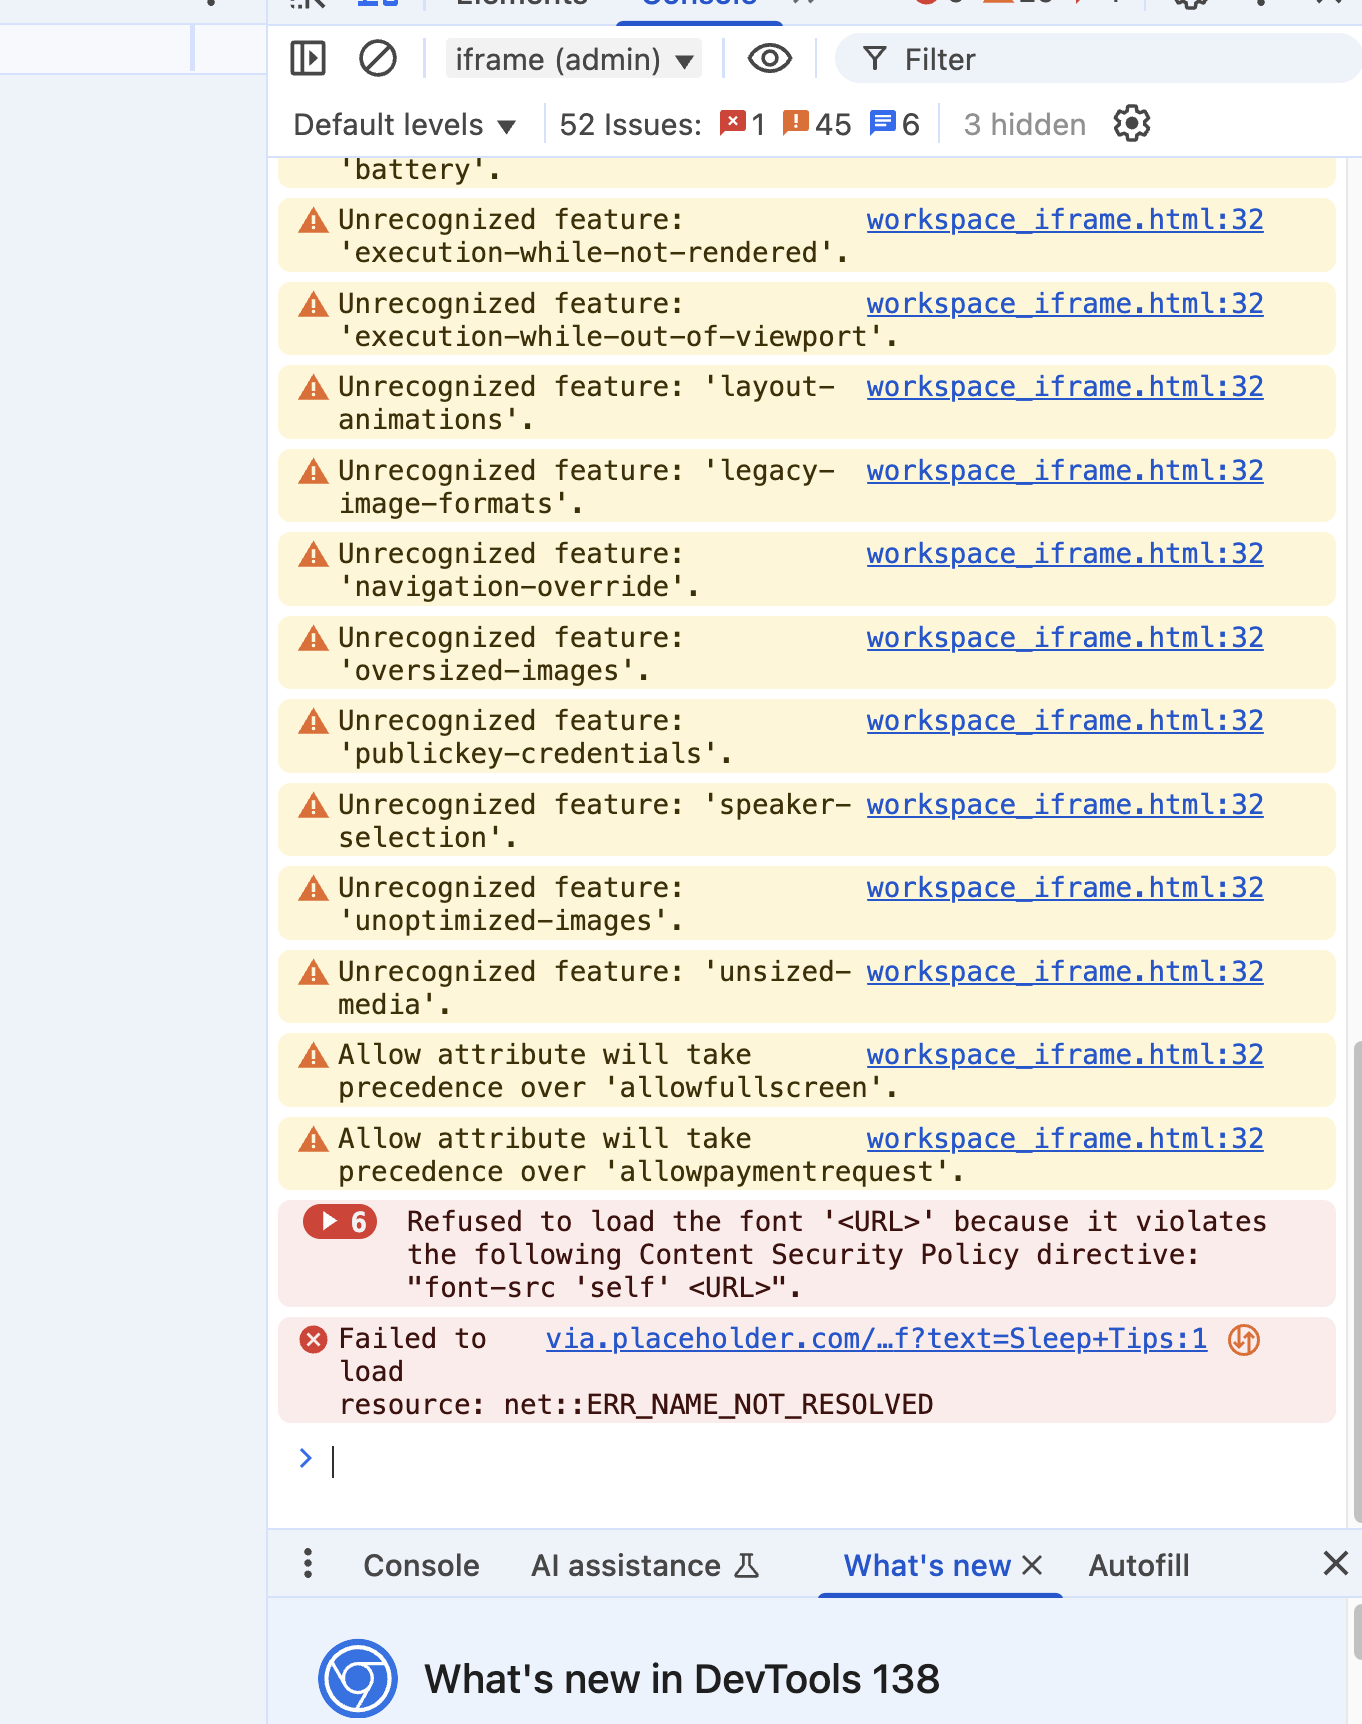 Elements
Console
iframe (admin)
Filter
Default levels
52 Issues:
1
45
6
3 hidden
'battery'.
Unrecognized feature: workspace_iframe.html:32
'execution-while-not-rendered'.
Unrecognized feature: workspace_iframe.html:32
'execution-while-out-of-viewport'.
Unrecognized feature: 'layout- workspace_iframe.html:32
animations'.
Unrecognized feature: 'legacy- workspace_iframe.html:32
image-formats'.
Unrecognized feature: workspace_iframe.html:32
'navigation-override'.
Unrecognized feature: workspace_iframe.html:32
'oversized-images'.
Unrecognized feature: workspace_iframe.html:32
'publickey-credentials'.
Unrecognized feature: 'speaker- workspace_iframe.html:32
selection'.
Unrecognized feature: workspace_iframe.html:32
'unoptimized-images'.
Unrecognized feature: 'unsized- workspace_iframe.html:32
media'.
Allow attribute will take workspace_iframe.html:32
precedence over 'allowfullscreen'.
Allow attribute will take workspace_iframe.html:32
precedence over 'allowpaymentrequest'.
6 Refused to load the font '<URL>' because it violates
the following Content Security Policy directive:
"font-src 'self' <URL>".
Failed to via.placeholder.com/…f?text=Sleep+Tips:1
load
resource: net::ERR_NAME_NOT_RESOLVED
Console
AI assistance
What's new
Autofill
What's new in DevTools 138